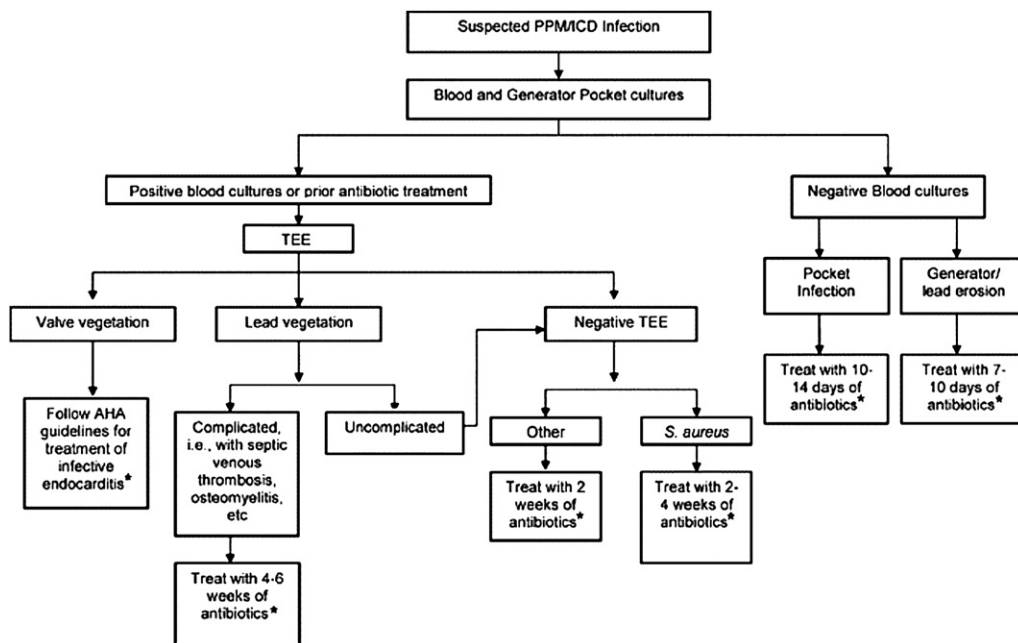 Suspected PPM/ICD Infection
Blood and Generator Pocket cultures
Positive blood cultures or prior antibiotic treatment
Negative Blood cultures
TEE
Pocket
Infection
Generator/
lead erosion
Valve vegetation
Lead vegetation
Negative TEE
Treat with 10-
14 days of
antibiotics*
Treat with 7-
10 days of
antibiotics*
Follow AHA
guidelines for
treatment of
infective
endocarditis*
Complicated,
i.e., with septic
venous
thrombosis,
osteomyelitis,
etc
Uncomplicated
Other
S. aureus
Treat with 2
weeks of
antibiotics*
Treat with 2-
4 weeks of
antibiotics*
Treat with 4-6
weeks of
antibiotics*